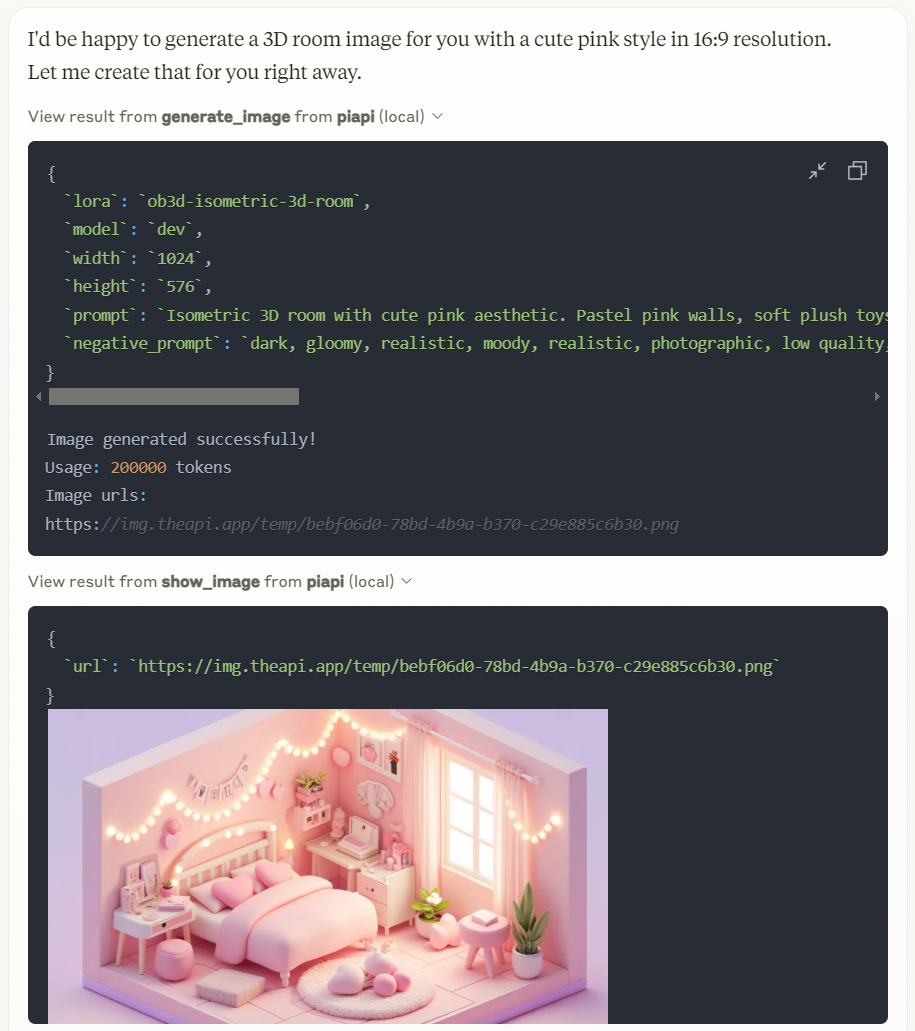 I'd be happy to generate a 3D room image for you with a cute pink style in 16:9 resolution.
Let me create that for you right away.
View result from generate_image from piapi (local)
{
`lora`: `ob3d-isometric-3d-room`,
`model`: `dev`,
`width`: `1024`,
`height`: `576`,
`prompt`: `Isometric 3D room with cute pink aesthetic. Pastel pink walls, soft plush toys
`negative_prompt`: `dark, gloomy, realistic, moody, realistic, photographic, low quality,
}
Image generated successfully!
Usage: 200000 tokens
Image urls:
https://img.theapi.app/temp/bebf06d0-78bd-4b9a-b370-c29e885c6b30.png
View result from show_image from piapi (local)
{
`url`: `https://img.theapi.app/temp/bebf06d0-78bd-4b9a-b370-c29e885c6b30.png`
}